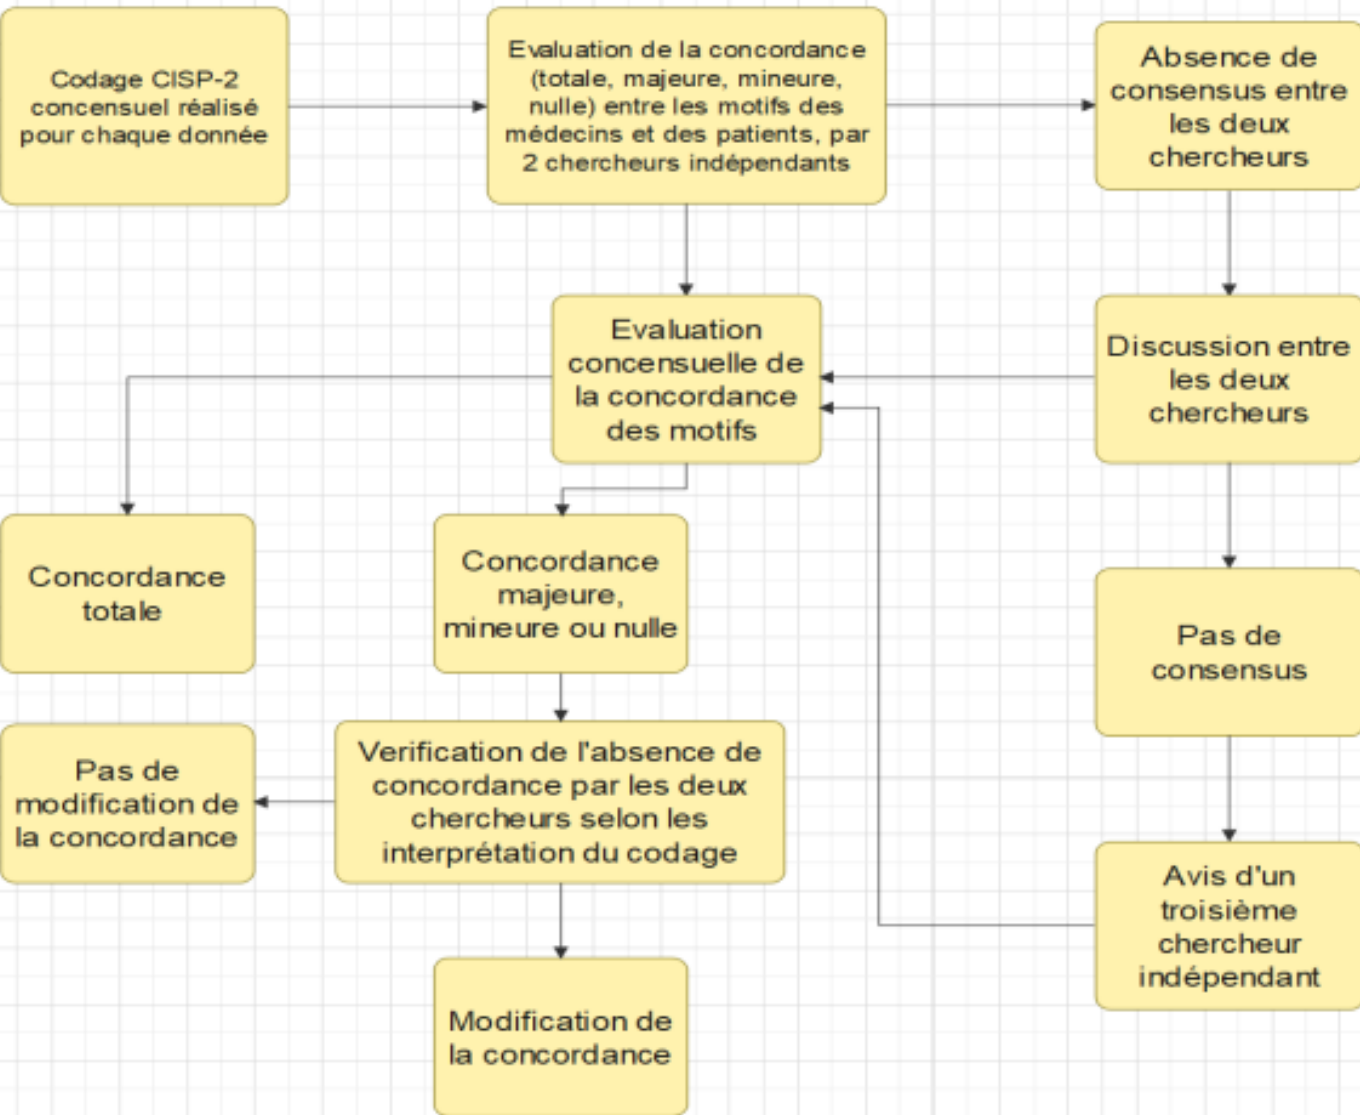 Codage CISP-2
concensuel réalisé
pour chaque donnée
Evaluation de la concordance
(totale, majeure, mineure,
nulle) entre les motifs des
médecins et des patients, par
2 chercheurs indépendants
Absence de
consensus entre
les deux
chercheurs
Evaluation
concensuelle de
la concordance
des motifs
Discussion entre
les deux
chercheurs
Concordance
totale
Concordance
majeure,
mineure ou nulle
Pas de
consensus
Pas de
modification de
la concordance
Verification de l'absence de
concordance par les deux
chercheurs selon les
interprétation du codage
Avis d'un
troisième
chercheur
indépendant
Modification de
la concordance